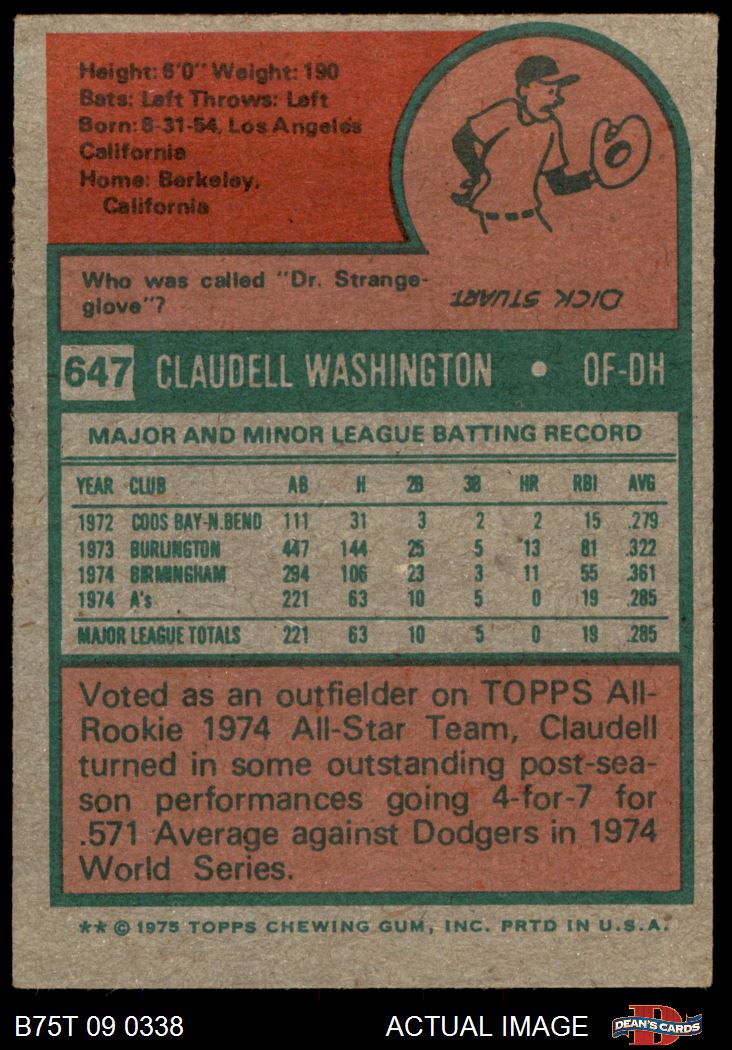 Height: 6'0" Weight: 190
Bats: Left Throws: Left
Born: 8-31-54, Los Angeles
California
Home: Berkeley,
California
Who was called "Dr. Strange-
glove"?
DICK STUART
647 CLAUDELL WASHINGTON • OF-DH
MAJOR AND MINOR LEAGUE BATTING RECORD
YEAR CLUB AB H 2B 3B HR RBI AVG
1972 COOS BAY-N.BEND 111 31 3 2 2 15 .279
1973 BURLINGTON 447 144 25 5 13 81 .322
1974 BIRMINGHAM 294 106 23 3 11 55 .361
1974 A's 221 63 10 5 0 19 .285
MAJOR LEAGUE TOTALS 221 63 10 5 0 19 .285
Voted as an outfielder on TOPPS All-
Rookie 1974 All-Star Team, Claudell
turned in some outstanding post-sea-
son performances going 4-for-7 for
.571 Average against Dodgers in 1974
World Series.
** © 1975 TOPPS CHEWING GUM, INC. PRTD IN U.S.A.
B75T 09 0338 ACTUAL IMAGE D DEAN'S CARDS